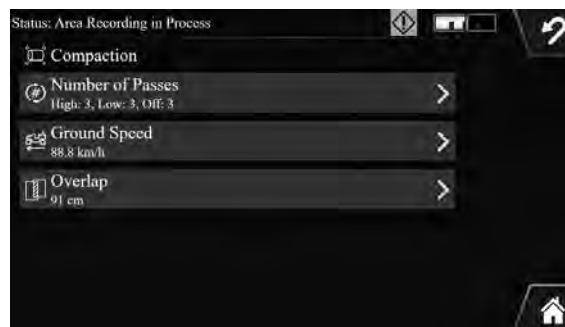 Status: Area Recording in Process
Compaction
Number of Passes
High: 3, Low: 3, Off: 3
Ground Speed
88.8 km/h
Overlap
91 cm